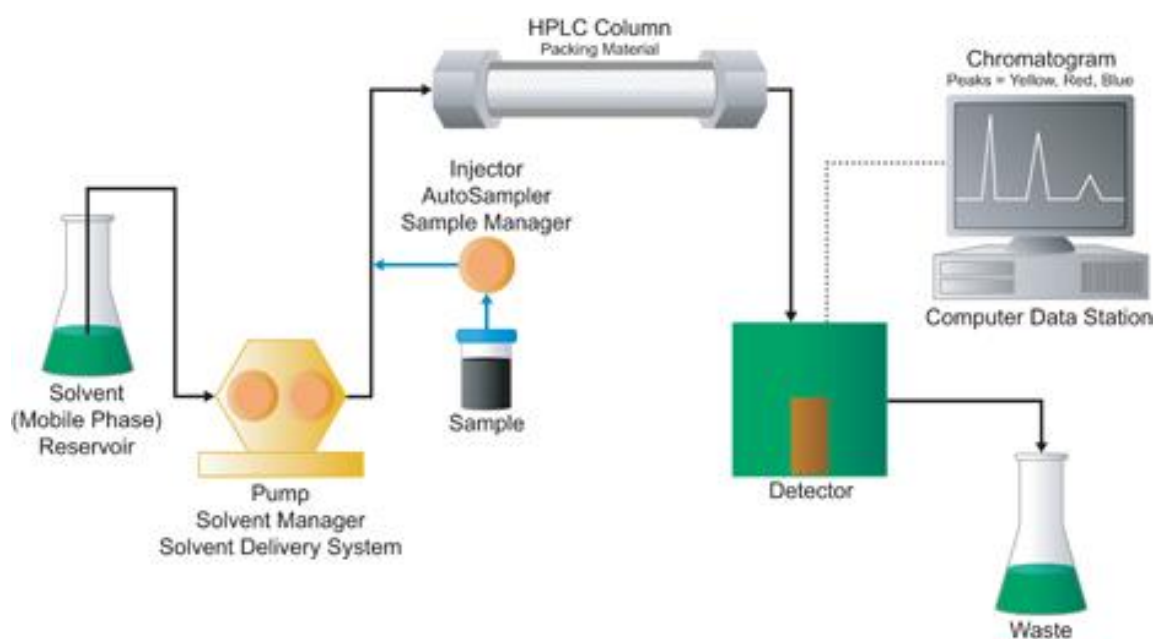 HPLC Column
Packing Material
Chromatogram
Peaks = Yellow, Red, Blue
Injector
AutoSampler
Sample Manager
Solvent
(Mobile Phase)
Reservoir
Sample
Computer Data Station
Pump
Solvent Manager
Solvent Delivery System
Detector
Waste